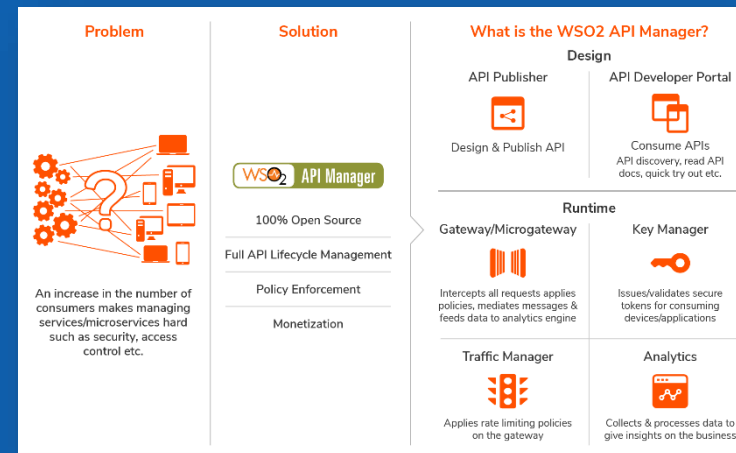 Problem
An increase in the number of
consumers makes managing
services/microservices hard
such as security, access
control etc.
Solution
WSO2 API Manager
100% Open Source
Full API Lifecycle Management
Policy Enforcement
Monetization
What is the WSO2 API Manager?
Design
API Publisher
Design & Publish API
API Developer Portal
Consume APIs
API discovery, read API
docs, quick try out etc.
Runtime
Gateway/Microgateway
Intercepts all requests applies
policies, mediates messages &
feeds data to analytics engine
Key Manager
Issues/validates secure
tokens for consuming
devices/applications
Traffic Manager
Applies rate limiting policies
on the gateway
Analytics
Collects & processes data to
give insights on the business